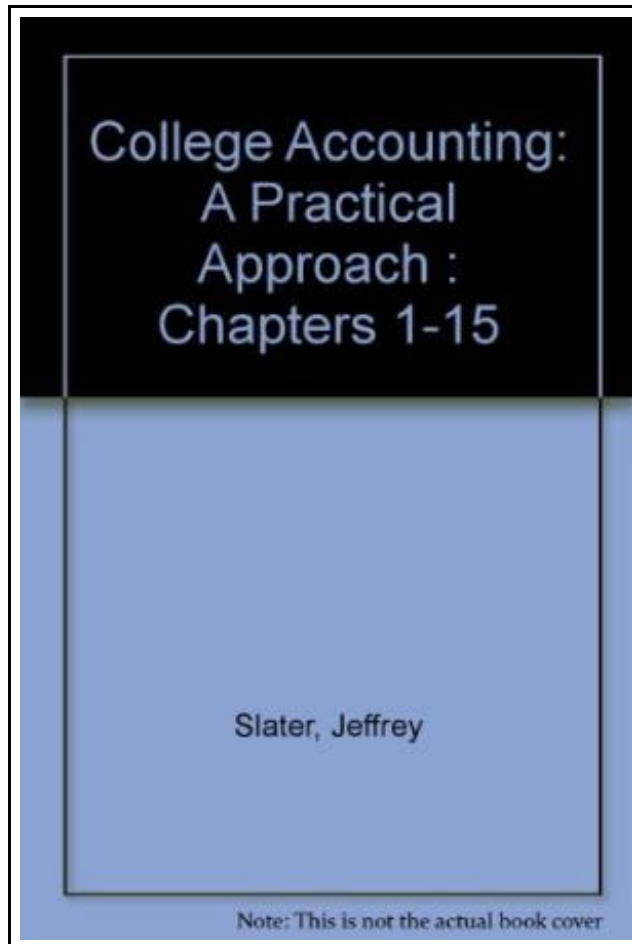 College Accounting:
A Practical
Approach :
Chapters 1-15
Slater, Jeffrey
Note: This is not the actual book cover